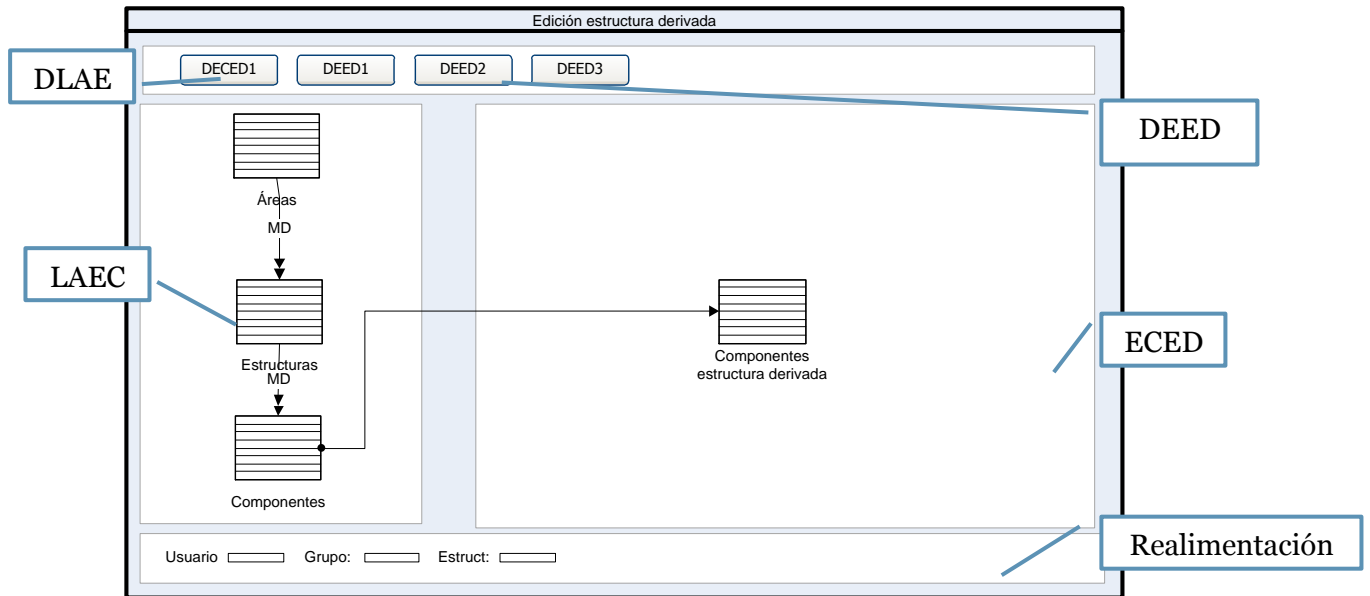 Edición estructura derivada
DLAE
DECED1
DEED1
DEED2
DEED3
DEED
Áreas
MD
LAEC
Estructuras
MD
Componentes
estructura derivada
ECED
Componentes
Usuario
Grupo:
Estruct:
Realimentación